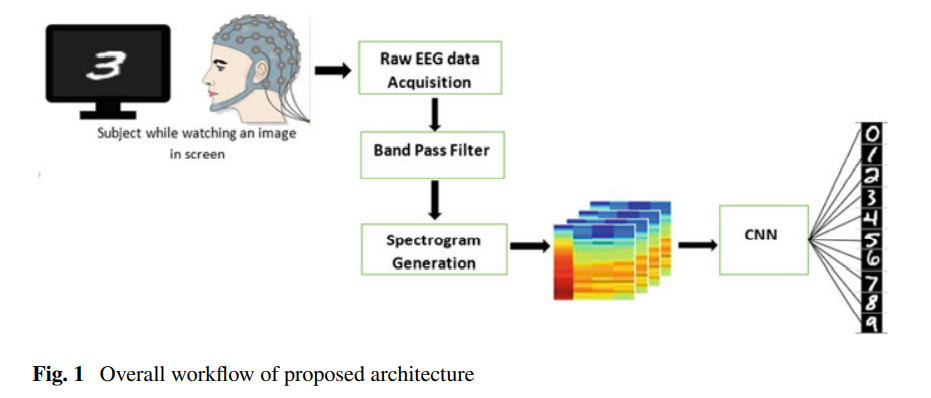 3
Subject while watching an image
in screen
Raw EEG data
Acquisition
Band Pass Filter
Spectrogram
Generation
CNN
0
1
2
3
4
5
6
7
8
9
Fig. 1 Overall workflow of proposed architecture